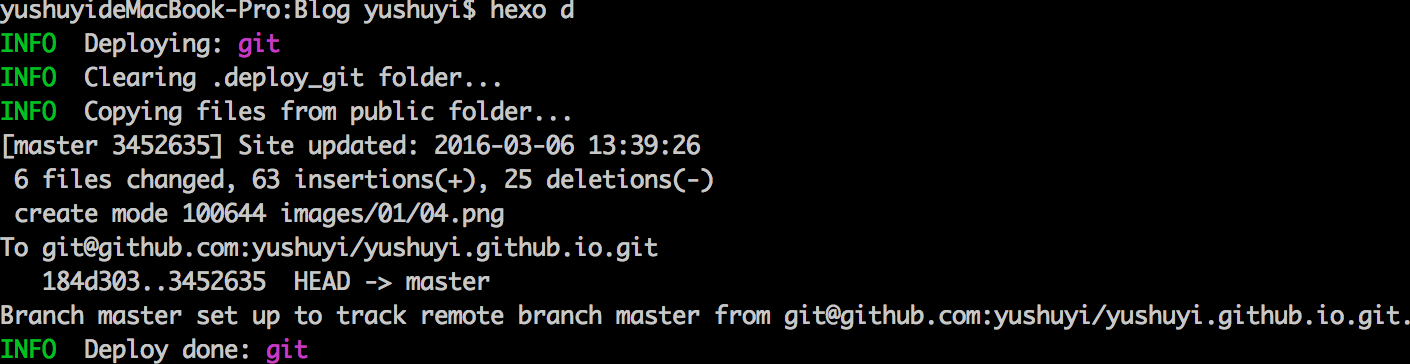 yushuyideMacBook-Pro:Blog yushuyi$ hexo d
INFO  Deploying: git
INFO  Clearing .deploy_git folder...
INFO  Copying files from public folder...
[master 3452635] Site updated: 2016-03-06 13:39:26
 6 files changed, 63 insertions(+), 25 deletions(-)
 create mode 100644 images/01/04.png
To git@github.com:yushuyi/yushuyi.github.io.git
   184d303..3452635  HEAD -> master
Branch master set up to track remote branch master from git@github.com:yushuyi/yushuyi.github.io.git.
INFO  Deploy done: git